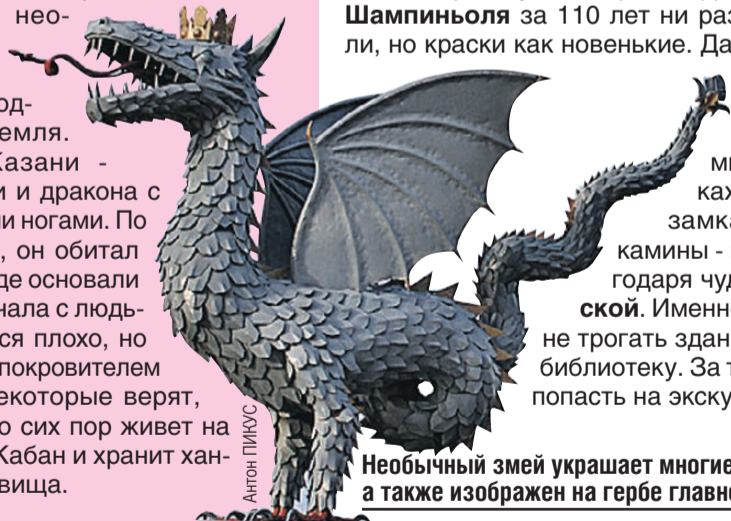 нео-
од-
емля.
Казани -
и и дракона с
ми ногами. По
, он обитал
де основали
чала с людь-
ся плохо, но
покровителем
екоторые верят,
о сих пор живет на
Кабан и хранит хан-
вища.
Антон ПИКУС
Шампиньоля за 110 лет ни раз
ли, но краски как новенькие. Да
ках
замка
камины -
годаря чуд
ской. Именно
не трогать здан
библиотеку. За т
попасть на экску
Необычный змей украшает многие
а также изображен на гербе главно